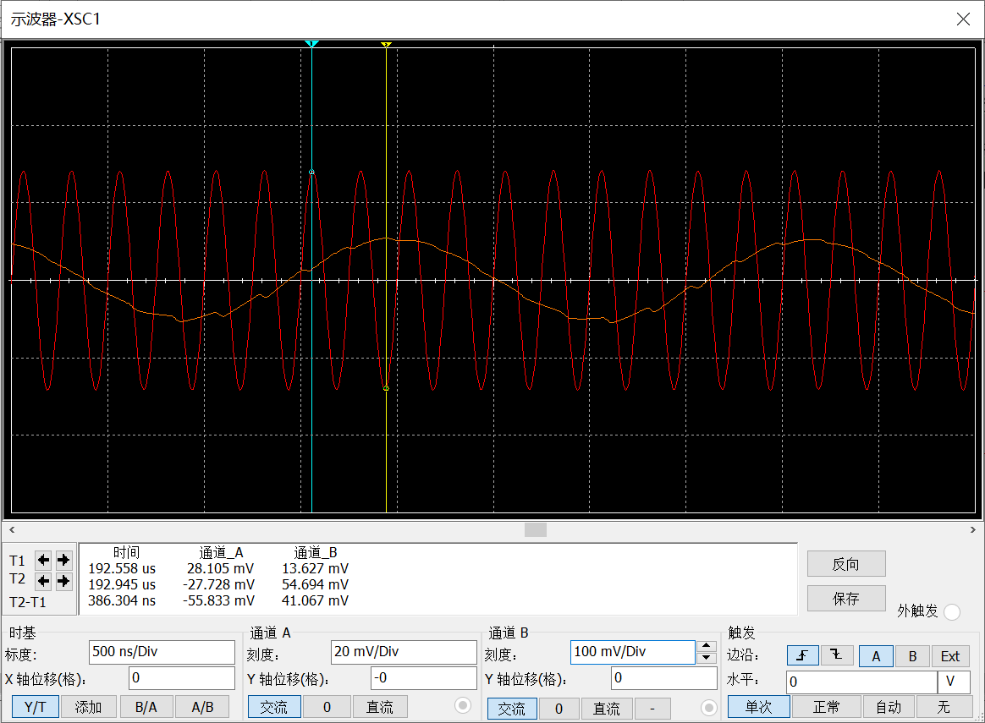 示波器-XSC1
T1
T2
T2-T1
时间 通道_A 通道_B
192.558 us 28.105 mV 13.627 mV
192.945 us -27.728 mV 54.694 mV
386.304 ns -55.833 mV 41.067 mV
反向
保存
外触发
时基
标度: 500 ns/Div
X 轴位移(格): 0
Y/T 添加 B/A A/B
通道 A
刻度: 20 mV/Div
Y 轴位移(格): -0
交流 0 直流
通道 B
刻度: 100 mV/Div
Y 轴位移(格): 0
交流 0 直流 -
触发
边沿: A B Ext
水平: 0 V
单次 正常 自动 无